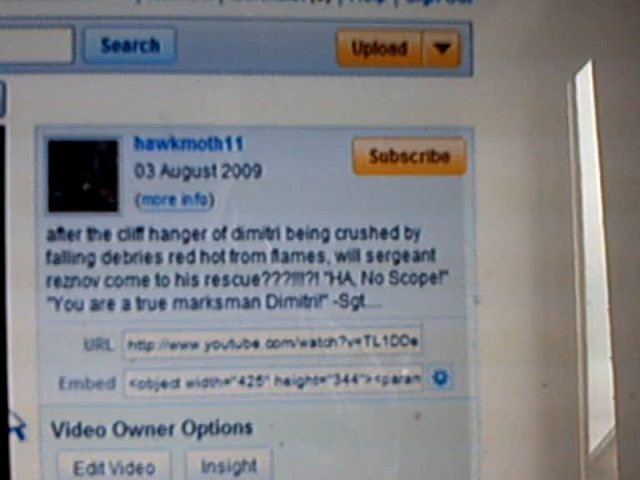 Search
Upload
hawkmoth11
Subscribe
03 August 2009
(more info)
after the cliff hanger of dimitri being crushed by
falling debries red hot from flames, will sergeant
reznov come to his rescue???!!!?! "HA, No Scope!"
"You are a true marksman Dimitri!" -Sgt...
URL http://www.youtube.com/watch?v=TL1DDe
Embed <object width="425" height="344"><param
Video Owner Options
Edit Video
Insight